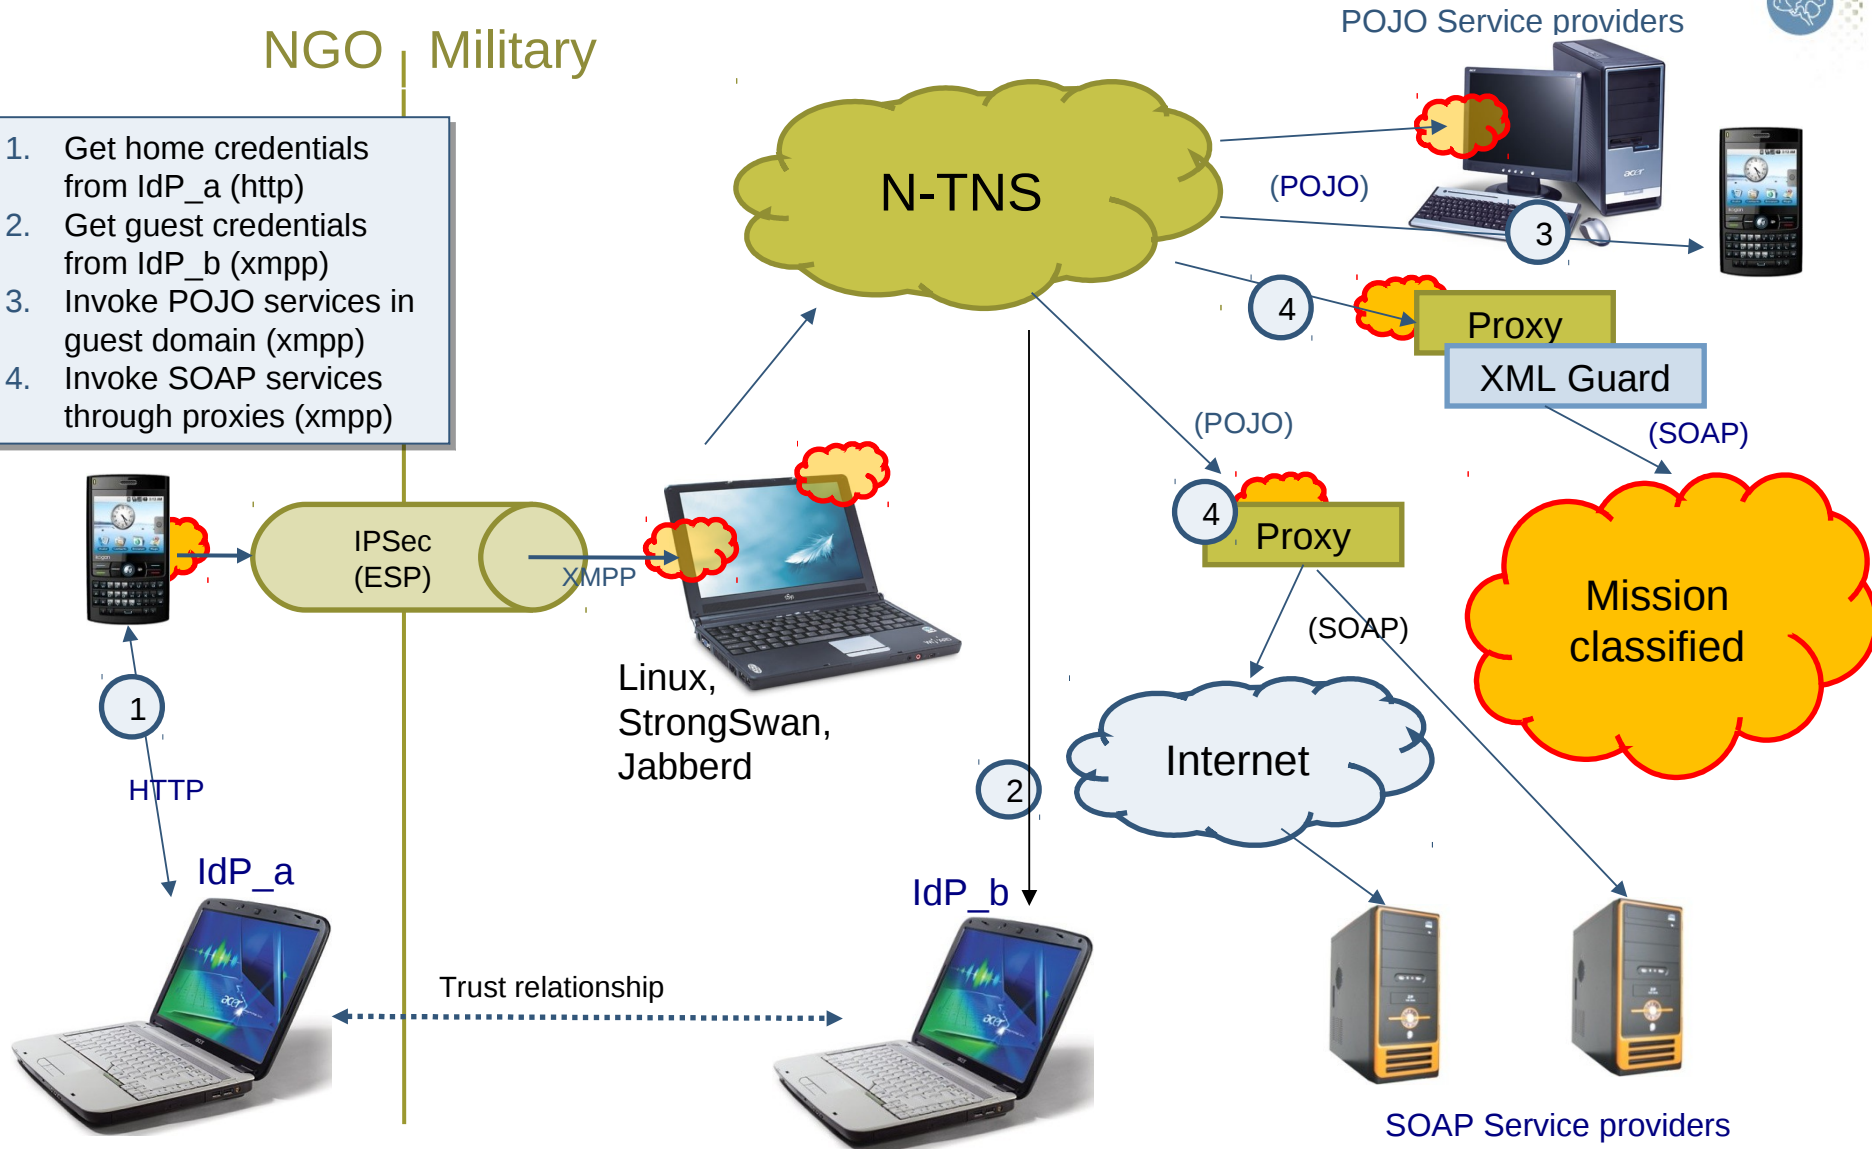 POJO Service providers
NGO
Military
1. Get home credentials
from IdP_a (http)
2. Get guest credentials
from IdP_b (xmpp)
3. Invoke POJO services in
guest domain (xmpp)
4. Invoke SOAP services
through proxies (xmpp)
N-TNS
(POJO)
3
acer
4
Proxy
XML Guard
(POJO)
(SOAP)
4
Proxy
IPSec
(ESP)
XMPP
Mission
classified
(SOAP)
Linux,
StrongSwan,
Jabberd
1
HTTP
Internet
2
IdP_a
IdP_b
acer
acer
Trust relationship
SOAP Service providers